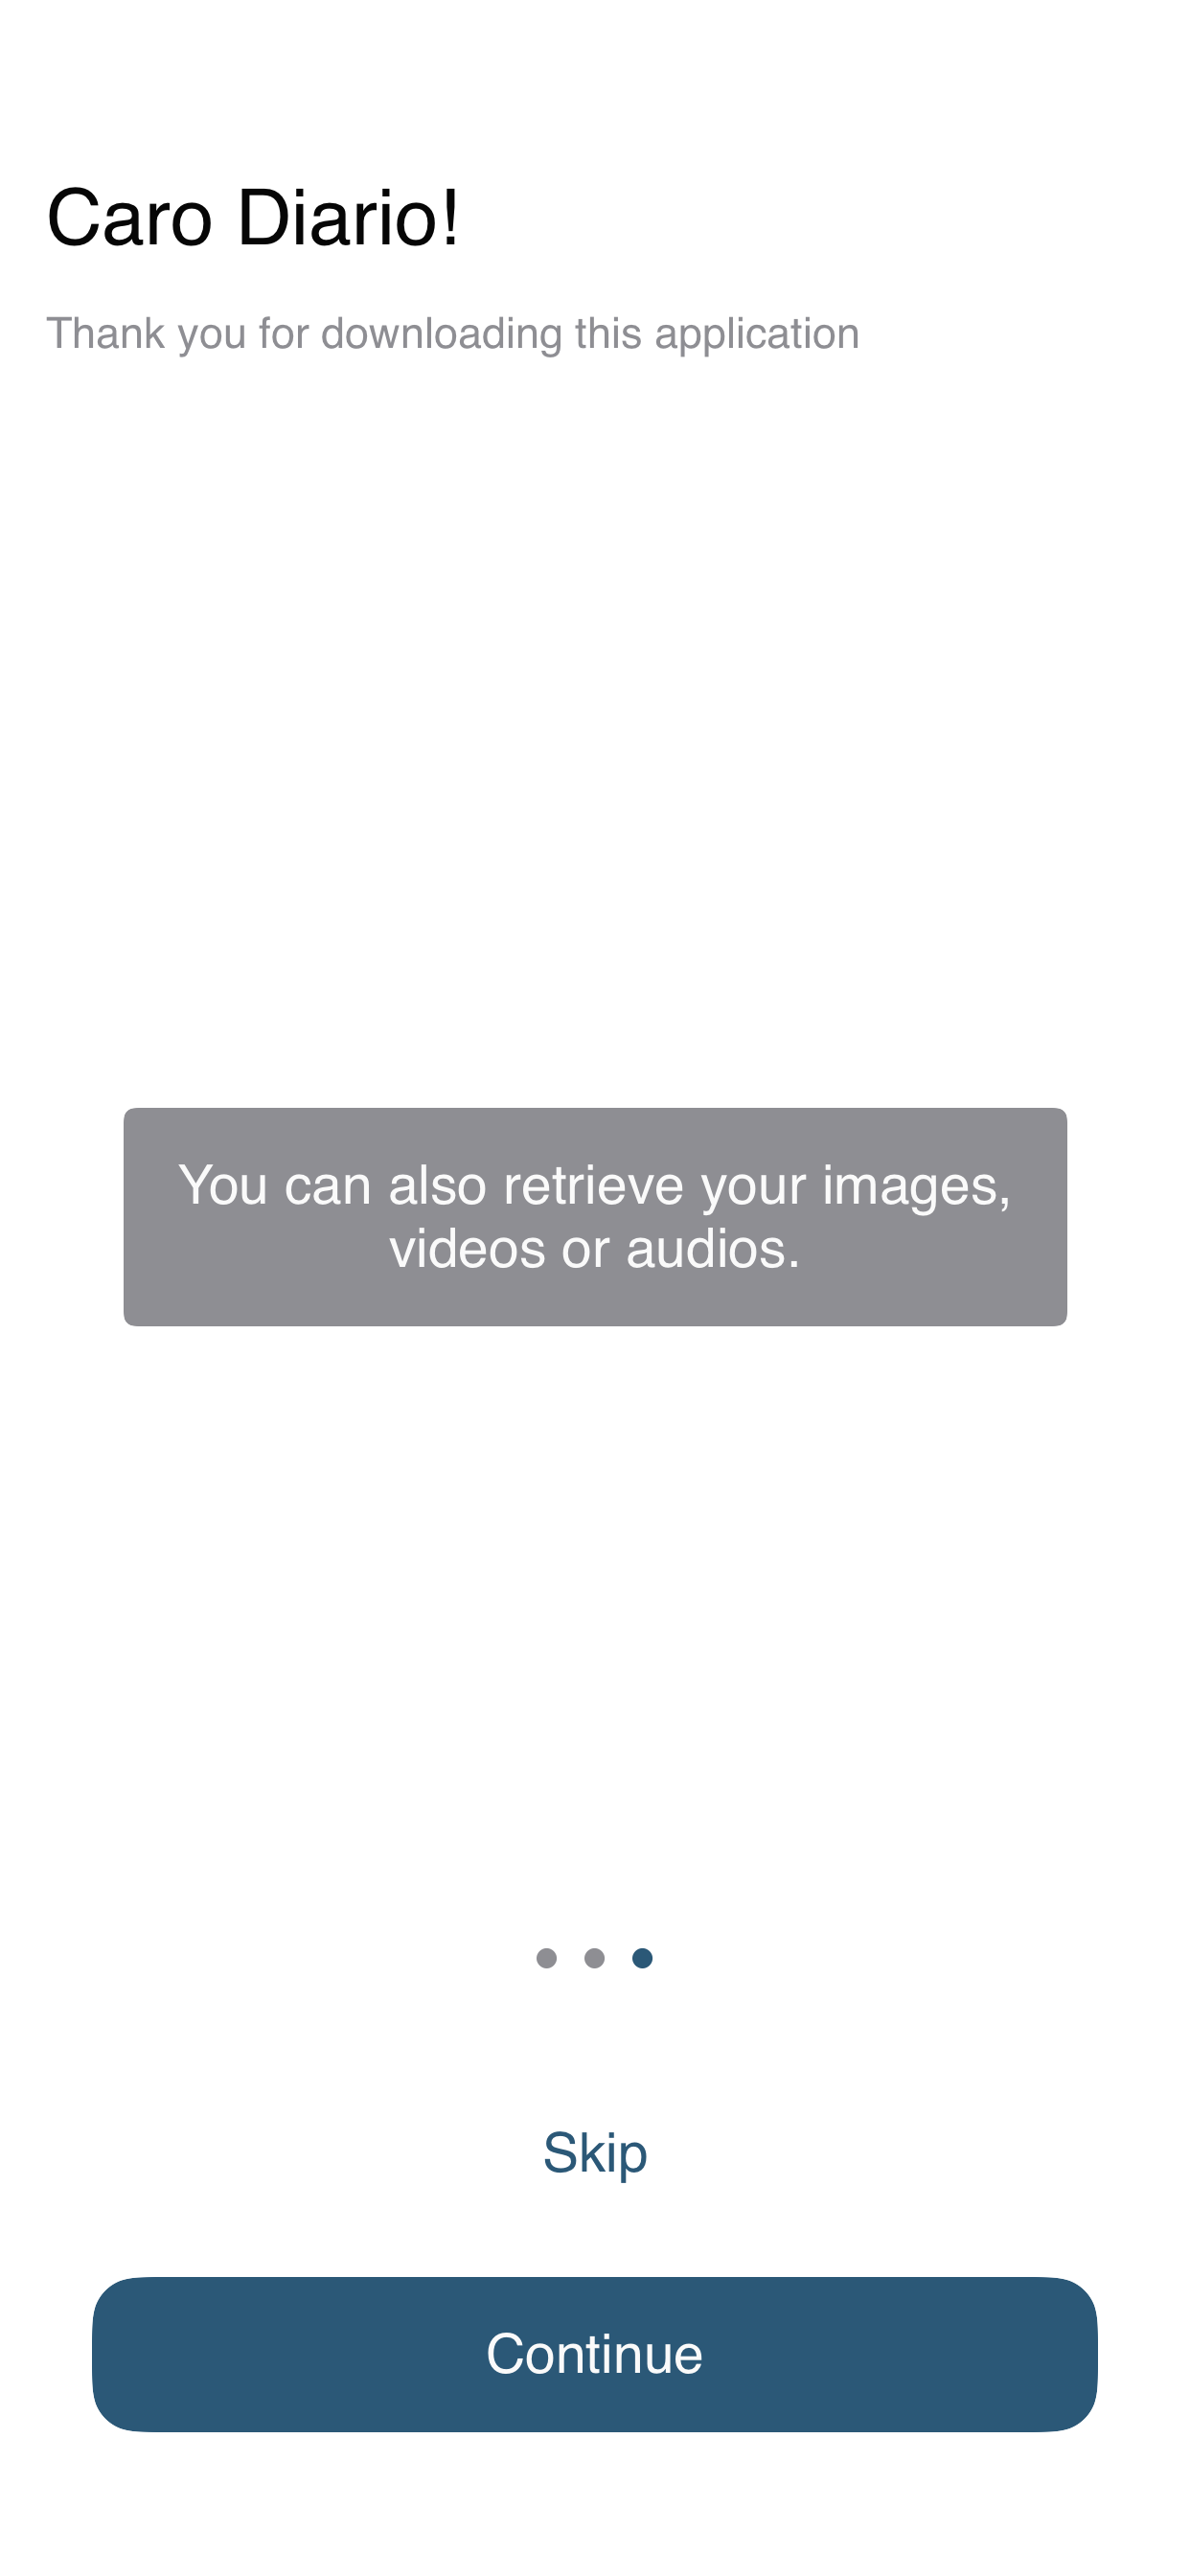 Caro Diario!
Thank you for downloading this application
You can also retrieve your images,
videos or audios.
Skip
Continue